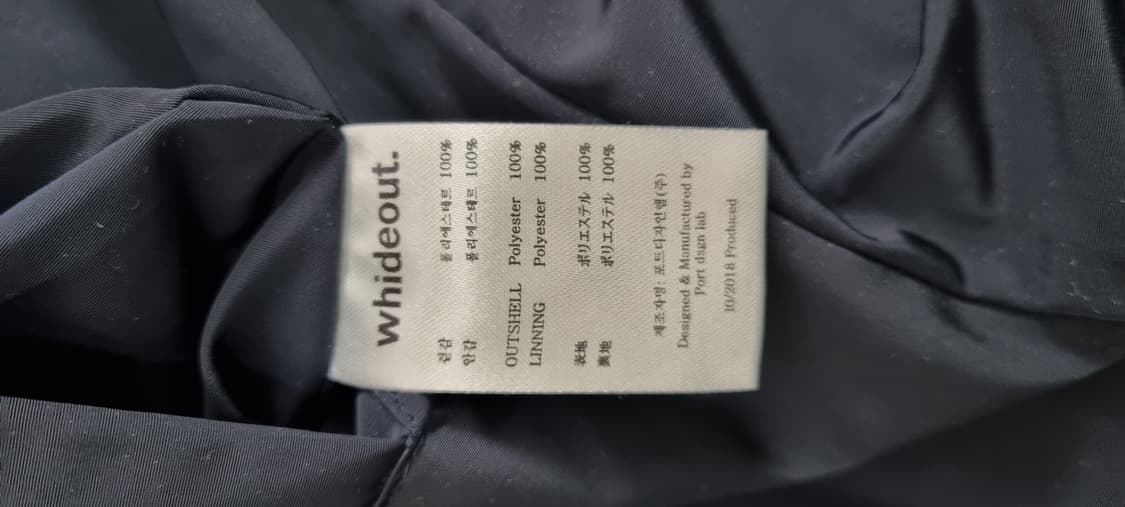 whideout.
겉감 폴리에스테르 100%
안감 폴리에스테르 100%
OUTSHELL Polyester 100%
LINNING Polyester 100%
表地 ポリエステル 100%
裏地 ポリエステル 100%
제조자명: 포트디자인랩(주)
Designed & Manufactured by
Port dsgn lab
10/2018 Produced